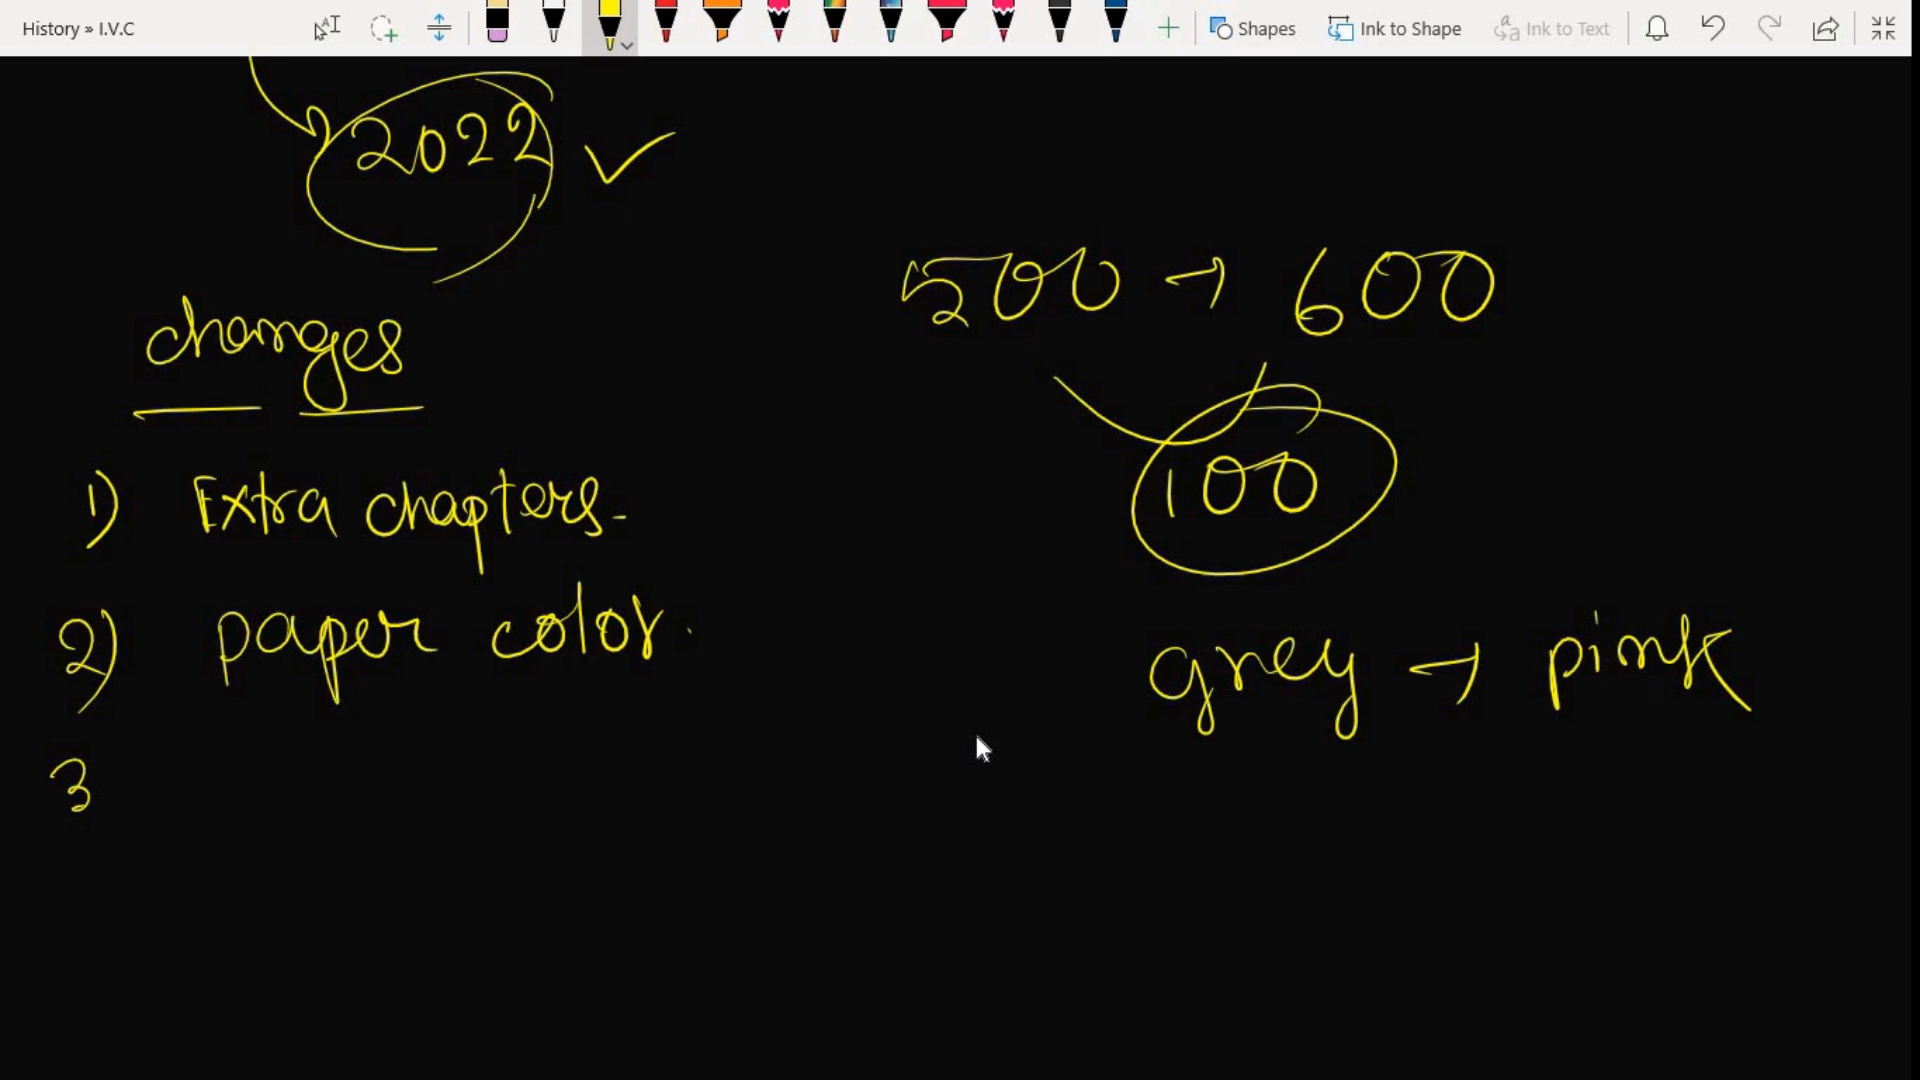 History » I.V.C
Shapes
Ink to Shape
Ink to Text
2022
500 → 600
changes
100
1) Extra chapters.
2) paper color.
grey → pink
3